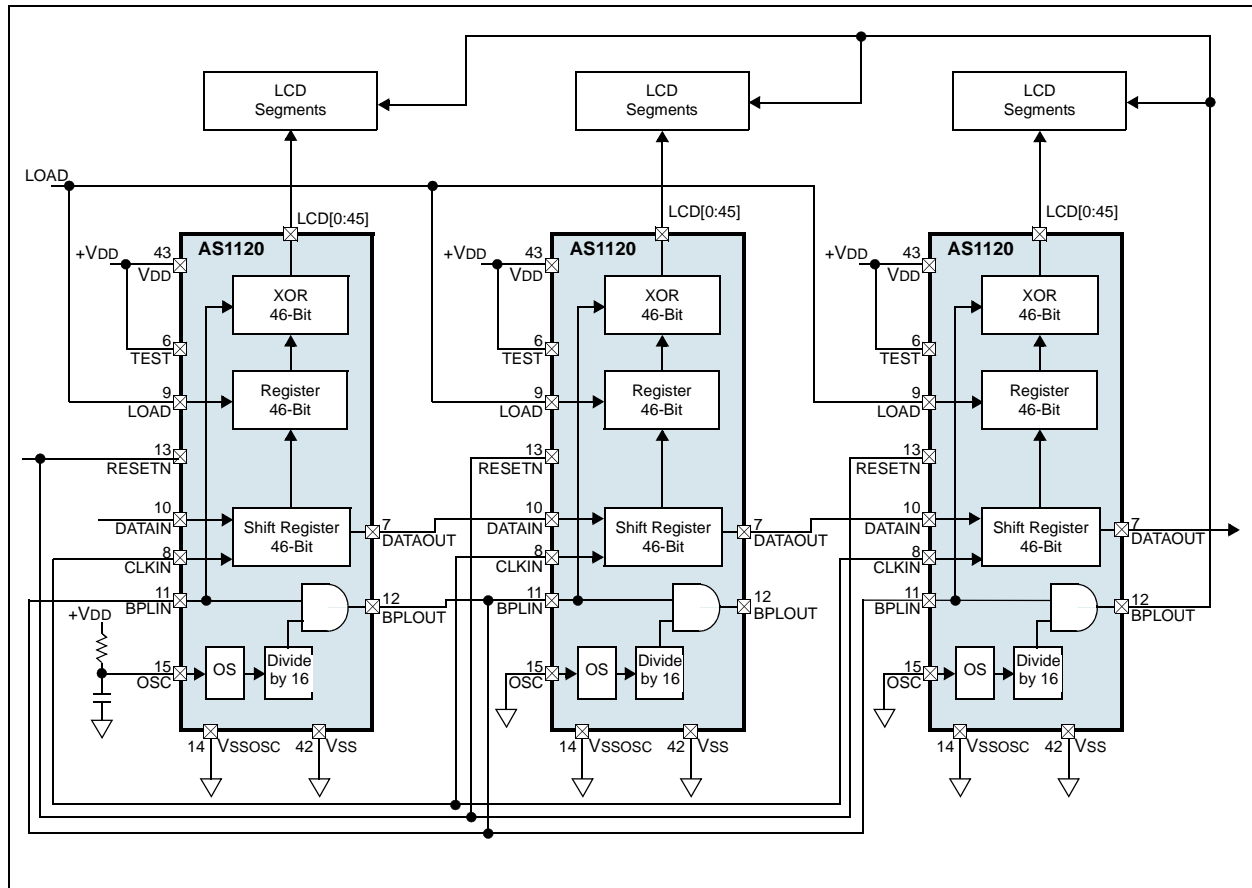 LCD
Segments
LCD
Segments
LCD
Segments
LOAD
LCD[0:45]
LCD[0:45]
LCD[0:45]
AS1120
+VDD
43
VDD
XOR
46-Bit
6
TEST
9
LOAD
Register
46-Bit
13
RESETN
10
DATAIN
Shift Register
46-Bit
8
CLKIN
7
DATAOUT
11
BPLIN
12
BPLOUT
+VDD
15
OSC
OS
Divide
by 16
14
VSSOSC
42
VSS
AS1120
+VDD
43
VDD
XOR
46-Bit
6
TEST
9
LOAD
Register
46-Bit
13
RESETN
10
DATAIN
Shift Register
46-Bit
8
CLKIN
7
DATAOUT
11
BPLIN
12
BPLOUT
15
OSC
OS
Divide
by 16
14
VSSOSC
42
VSS
AS1120
+VDD
43
VDD
XOR
46-Bit
6
TEST
9
LOAD
Register
46-Bit
13
RESETN
10
DATAIN
Shift Register
46-Bit
8
CLKIN
7
DATAOUT
11
BPLIN
12
BPLOUT
15
OSC
OS
Divide
by 16
14
VSSOSC
42
VSS